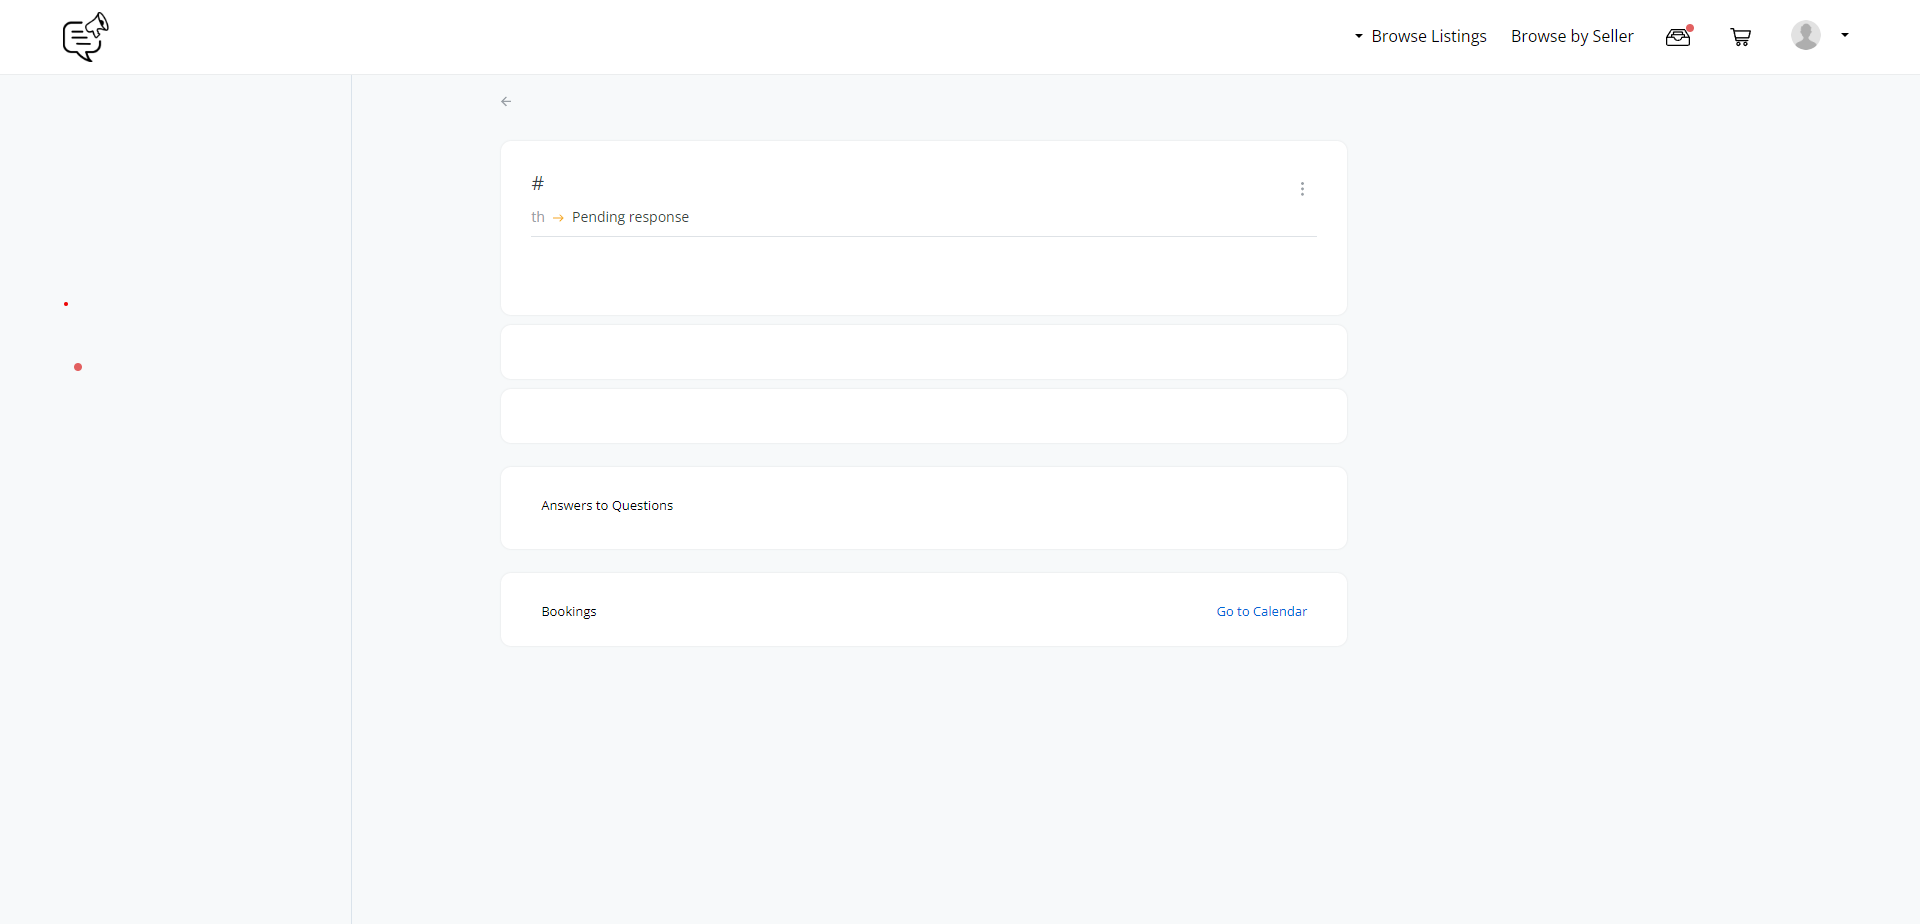 Browse Listings
Browse by Seller
#
th → Pending response
Answers to Questions
Bookings
Go to Calendar